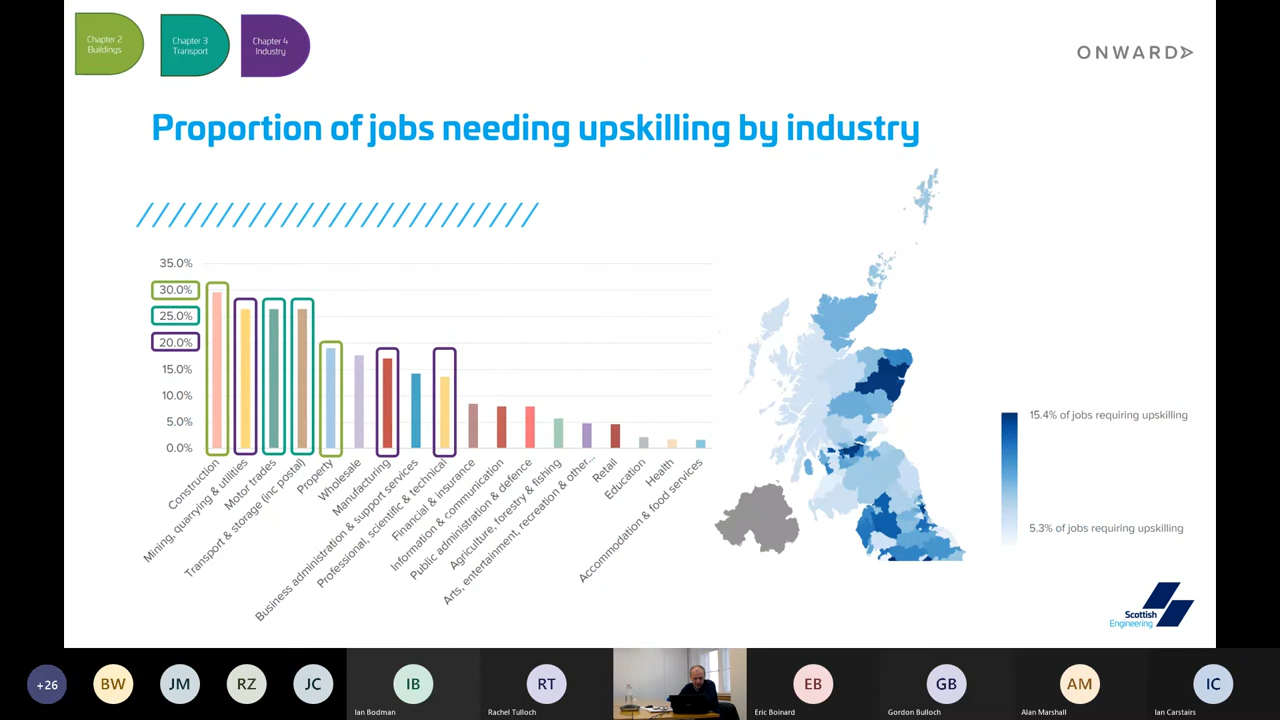 Chapter 2
Buildings
Chapter 3
Transport
Chapter 4
Industry
ONWARD
Proportion of jobs needing upskilling by industry
35.0%
30.0%
25.0%
20.0%
15.0%
10.0%
5.0%
0.0%
Construction
Mining, quarrying & utilities
Motor trades
Transport & storage (inc postal)
Property
Wholesale
Manufacturing
Business administration & support services
Professional, scientific & technical
Financial & insurance
Information & communication
Public administration & defence
Agriculture, forestry & fishing
Arts, entertainment, recreation & other...
Retail
Education
Health
Accommodation & food services
15.4% of jobs requiring upskilling
5.3% of jobs requiring upskilling
Scottish
Engineering
+26
BW
JM
RZ
JC
IB
Ian Bodman
RT
Rachel Tulloch
EB
Eric Boinard
GB
Gordon Bulloch
AM
Alan Marshall
IC
Ian Carstairs